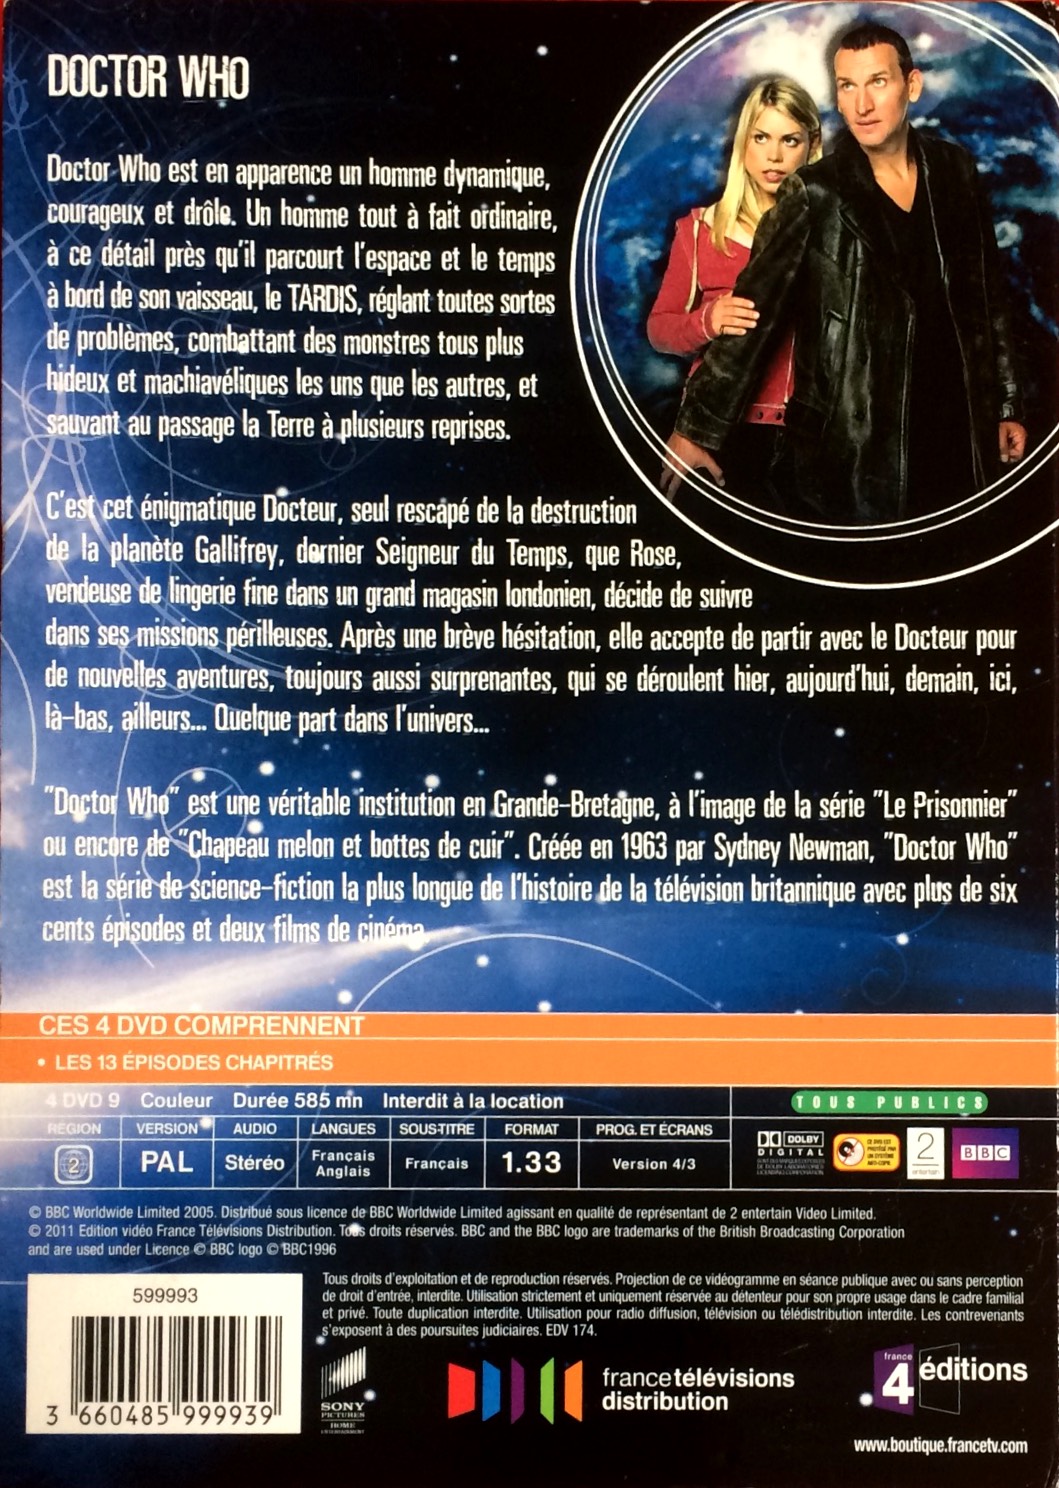 DOCTOR WHO
Doctor Who est en apparence un homme dynamique,
courageux et drôle. Un homme tout à fait ordinaire,
à ce détail près qu'il parcourt l'espace et le temps
à bord de son vaisseau, le TARDIS, réglant toutes sortes
de problèmes, combattant des monstres tous plus
hideux et machiavéliques les uns que les autres, et
sauvant au passage la Terre à plusieurs reprises.
C'est cet énigmatique Docteur, seul rescapé de la destruction
de la planète Gallifrey, dernier Seigneur du Temps, que Rose,
vendeuse de lingerie fine dans un grand magasin londonien, décide de suivre
dans ses missions périlleuses. Après une brève hésitation, elle accepte de partir avec le Docteur pour
de nouvelles aventures, toujours aussi surprenantes, qui se déroulent hier, aujourd'hui, demain, ici,
là-bas, ailleurs... Quelque part dans l'univers...
"Doctor Who" est une véritable institution en Grande-Bretagne, à l'image de la série "Le Prisonnier"
ou encore de "Chapeau melon et bottes de cuir". Créée en 1963 par Sydney Newman, "Doctor Who"
est la série de science-fiction la plus longue de l'histoire de la télévision britannique avec plus de six
cents épisodes et deux films de cinéma.
CES 4 DVD COMPRENNENT
• LES 13 ÉPISODES CHAPITRÉS
4 DVD 9 Couleur Durée 585 mn Interdit à la location
TOUS PUBLICS
RÉGION VERSION AUDIO LANGUES SOUS-TITRE FORMAT PROG. ET ÉCRANS
2 PAL Stéréo Français Anglais Français 1.33 Version 4/3
DOLBY
DIGITAL
CE DVD EST
PROTÉGÉ PAR
UN SYSTÈME
ANTI-COPIE
2 entertain
BBC
© BBC Worldwide Limited 2005. Distribué sous licence de BBC Worldwide Limited agissant en qualité de représentant de 2 entertain Video Limited.
© 2011 Edition vidéo France Télévisions Distribution. Tous droits réservés. BBC and the BBC logo are trademarks of the British Broadcasting Corporation
and are used under Licence © BBC logo © BBC1996
Tous droits d'exploitation et de reproduction réservés. Projection de ce vidéogramme en séance publique avec ou sans perception
de droit d'entrée, interdite. Utilisation strictement et uniquement réservée au détenteur pour son propre usage dans le cadre familial
et privé. Toute duplication interdite. Utilisation pour radio diffusion, télévision ou télédistribution interdite. Les contrevenants
s'exposent à des poursuites judiciaires. EDV 174.
599993
3 660485 999939
SONY
PICTURES
HOME
ENTERTAINMENT
francetélévisions
distribution
france
4 éditions
www.boutique.francetv.com